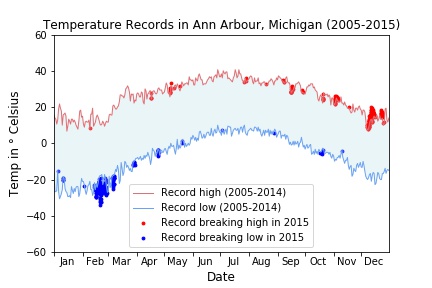 Temperature Records in Ann Arbour, Michigan (2005-2015)
60
40
20
0
−20
−40
−60
Temp in ° Celsius
Record high (2005-2014)
Record low (2005-2014)
Record breaking high in 2015
Record breaking low in 2015
Jan Feb Mar Apr May Jun Jul Aug Sep Oct Nov Dec
Date